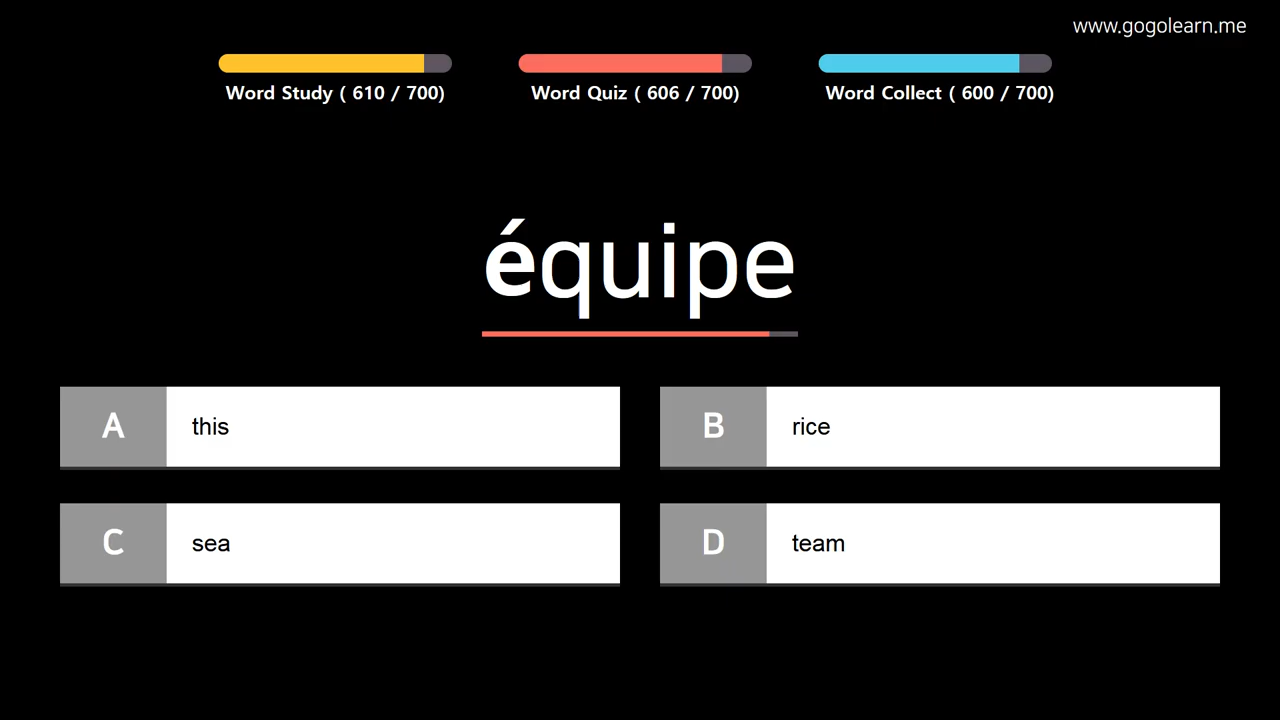 www.gogolearn.me
Word Study ( 610 / 700)
Word Quiz ( 606 / 700)
Word Collect ( 600 / 700)
équipe
A this
B rice
C sea
D team